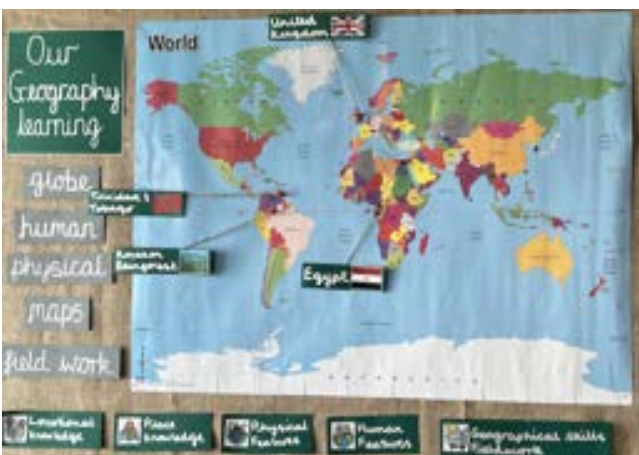 Our
Geography
learning
World
United
Kingdom
globe
Trinidad &
Tobago
human
physical
Amazon
Rainforest
Egypt
maps
field work
Locational
knowledge
Place
knowledge
Physical
Features
Human
Features
Geographical skills
Fieldwork